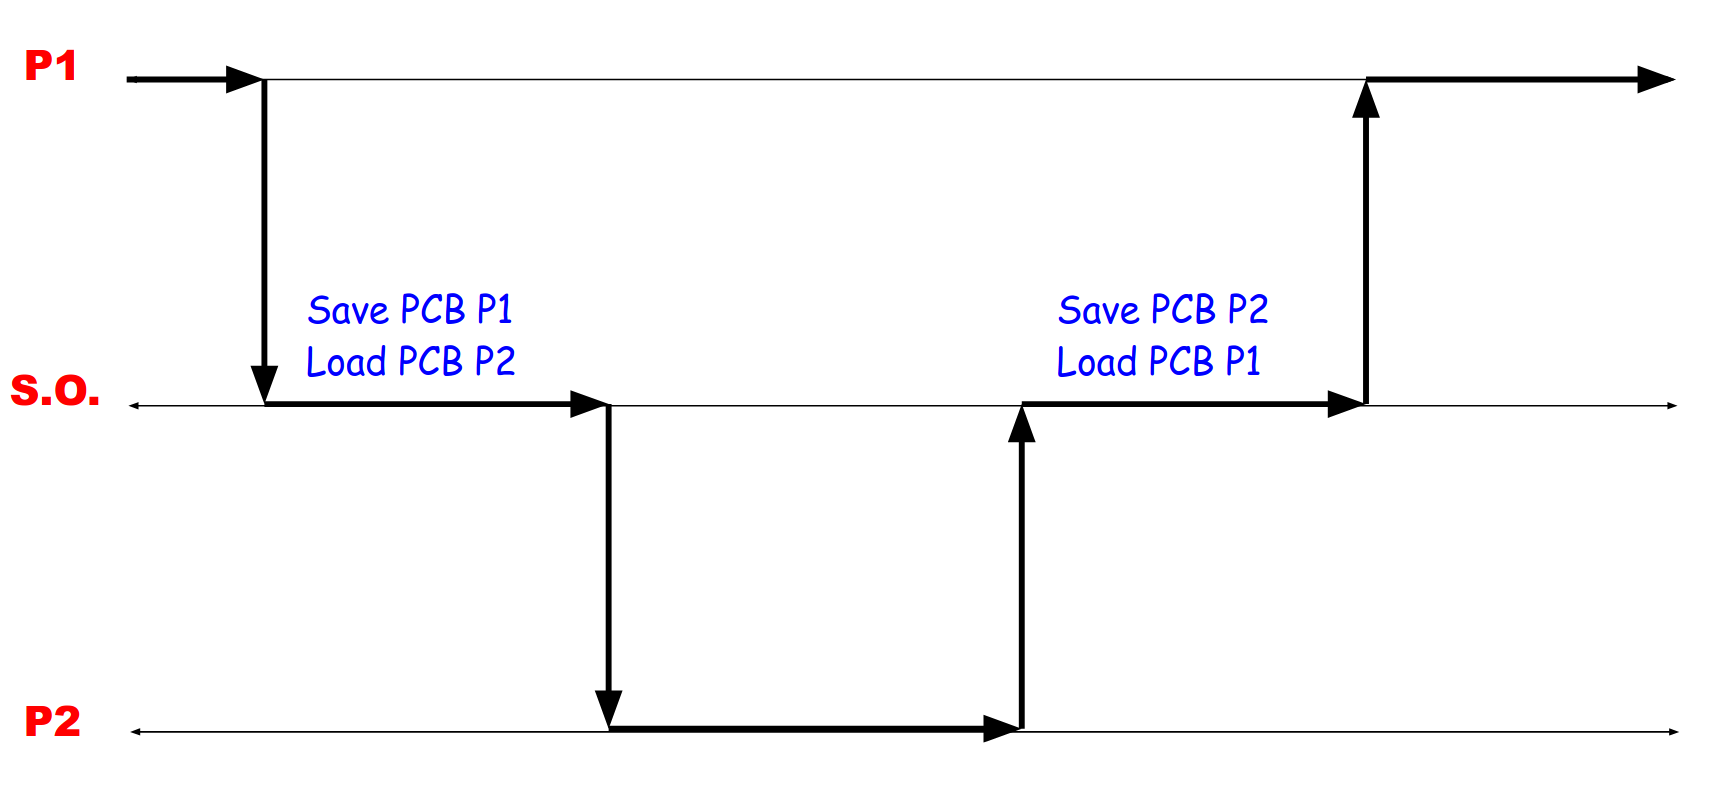 P1
Save PCB P1
Load PCB P2
Save PCB P2
Load PCB P1
S.O.
P2